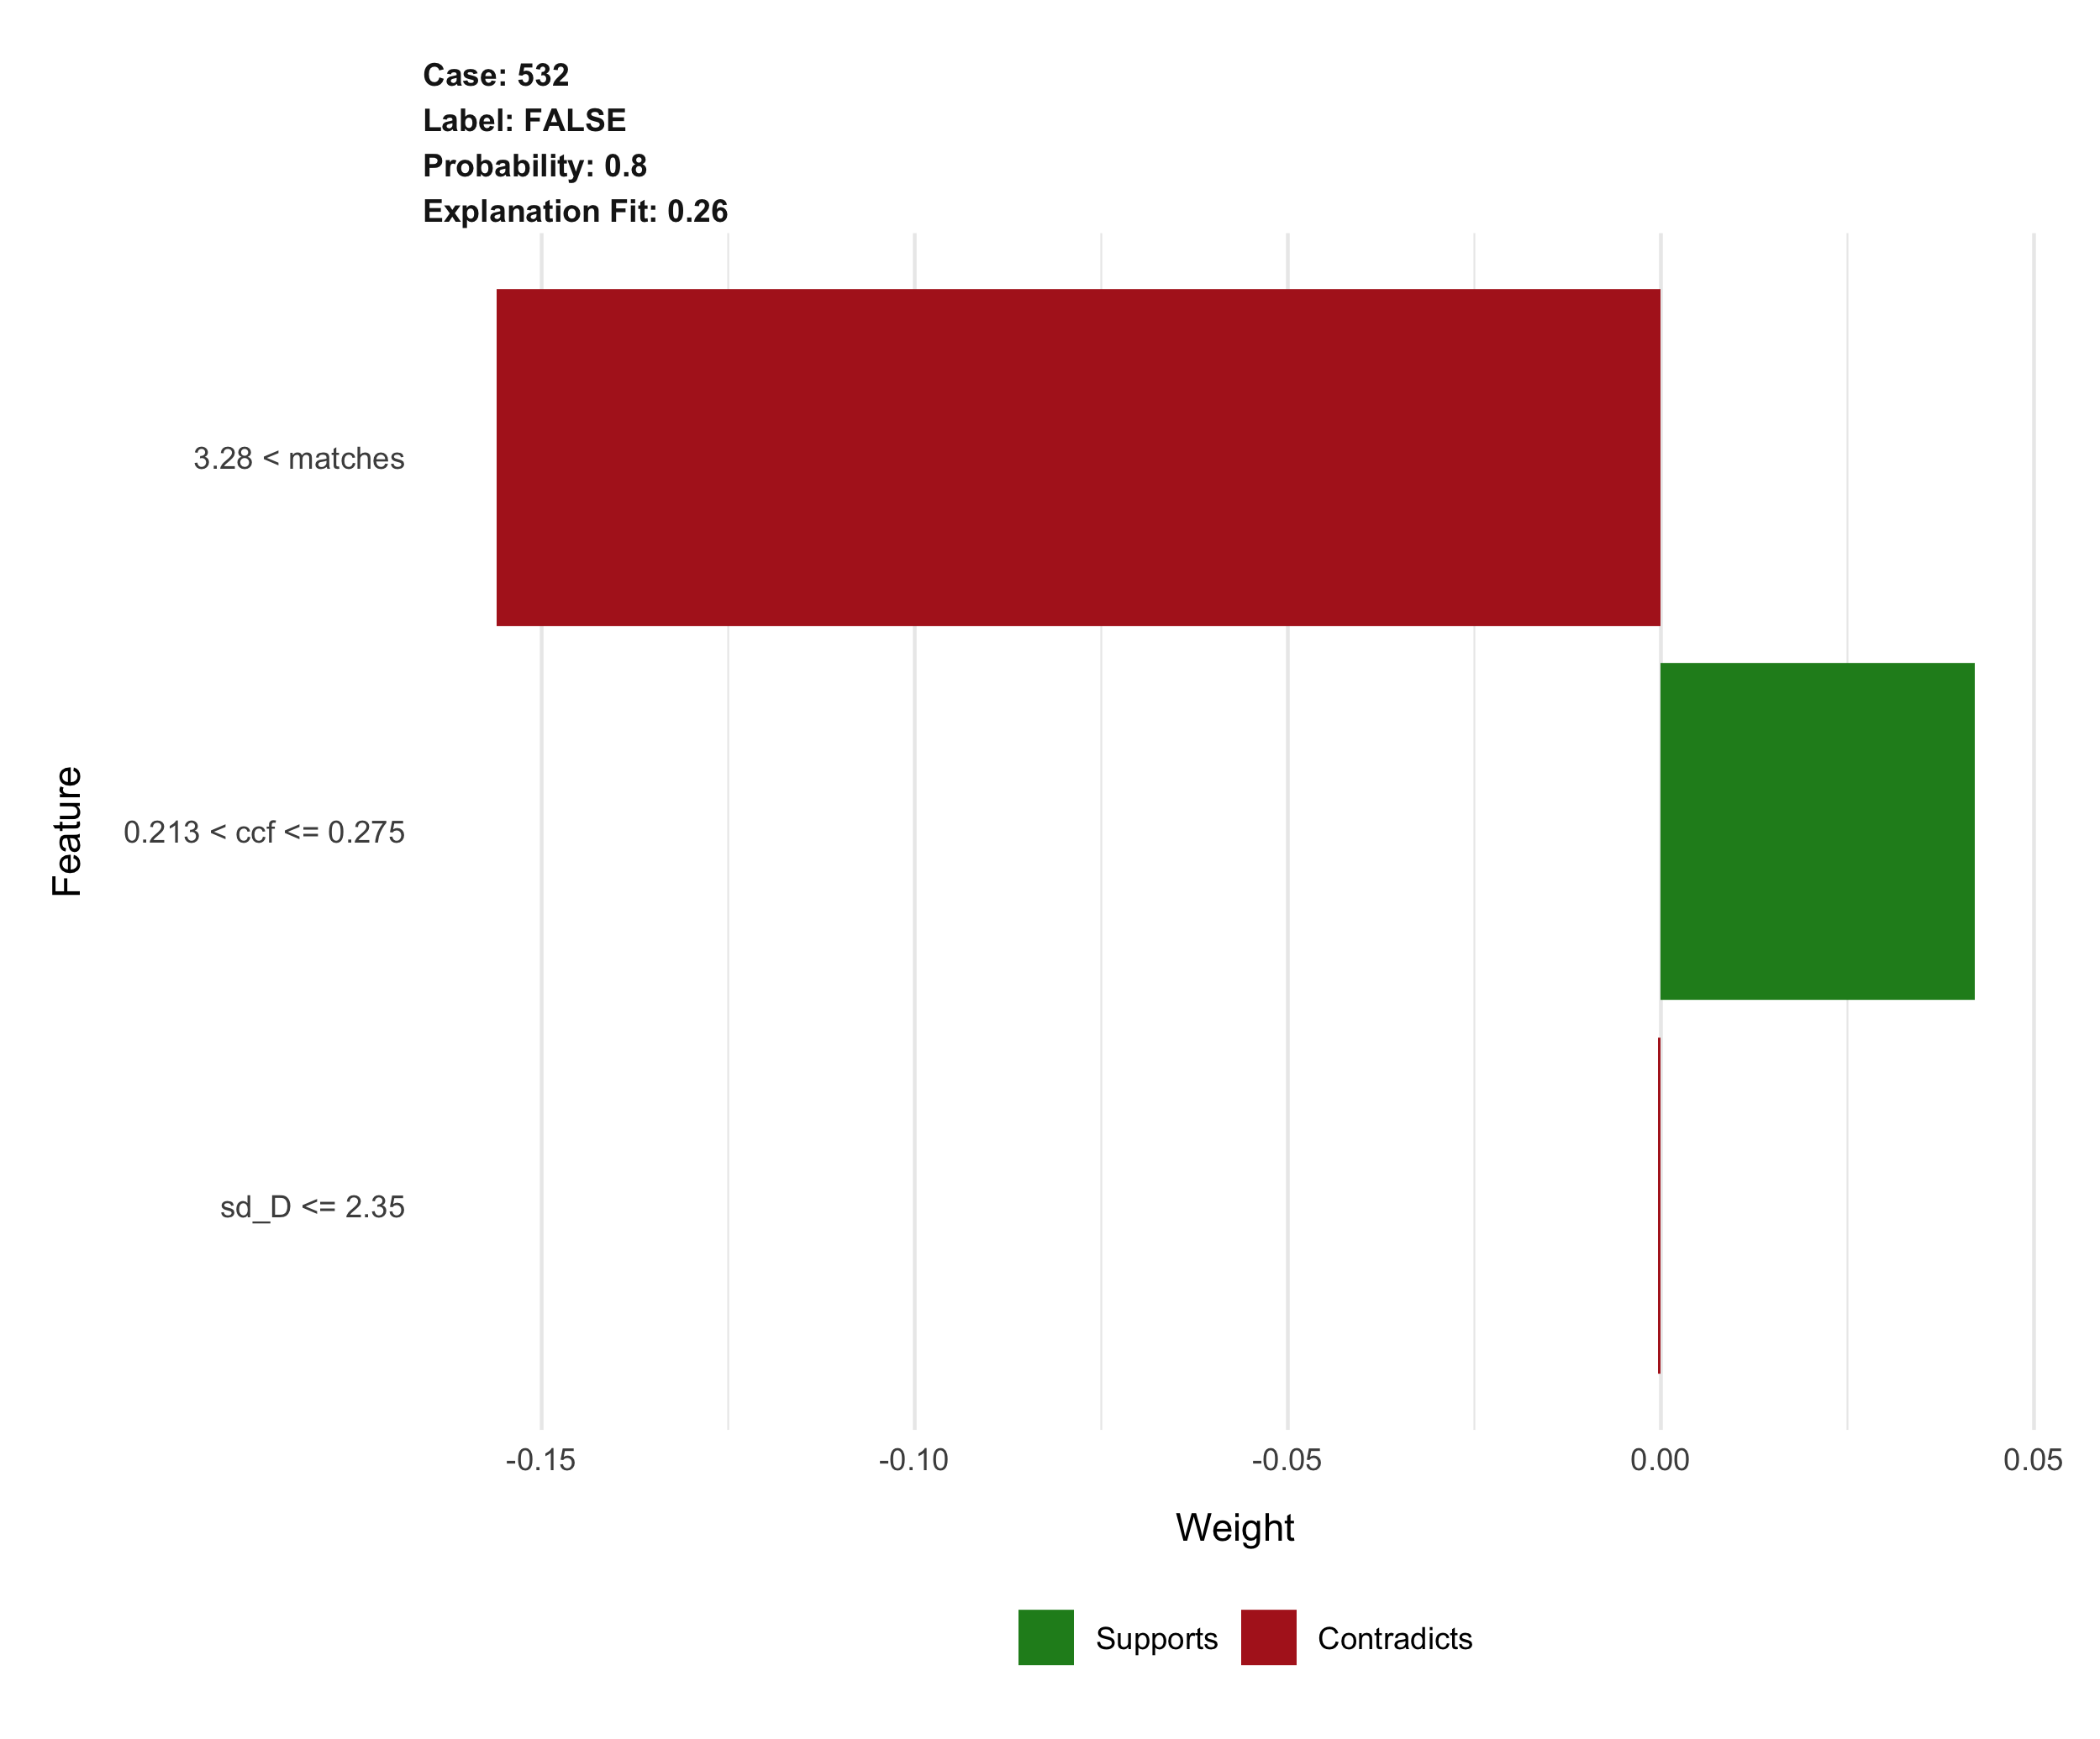 Case: 532
Label: FALSE
Probability: 0.8
Explanation Fit: 0.26
Feature
3.28 < matches
0.213 < ccf <= 0.275
sd_D <= 2.35
-0.15 -0.10 -0.05 0.00 0.05
Weight
Supports Contradicts